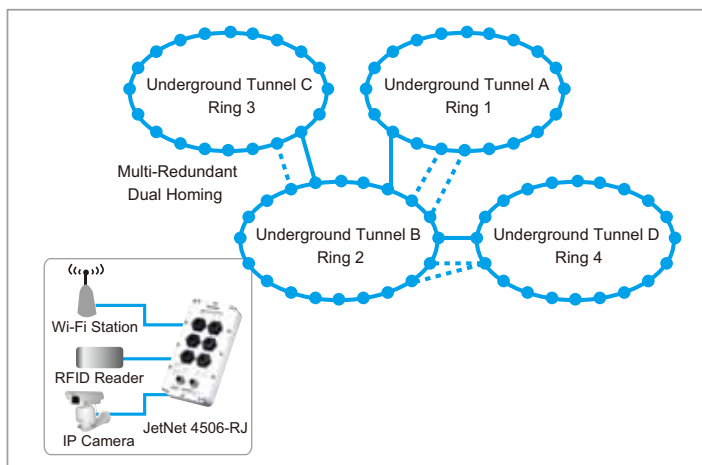 Underground Tunnel C
Ring 3
Underground Tunnel A
Ring 1
Multi-Redundant
Dual Homing
Underground Tunnel B
Ring 2
Underground Tunnel D
Ring 4
Wi-Fi Station
RFID Reader
IP Camera
JetNet 4506-RJ